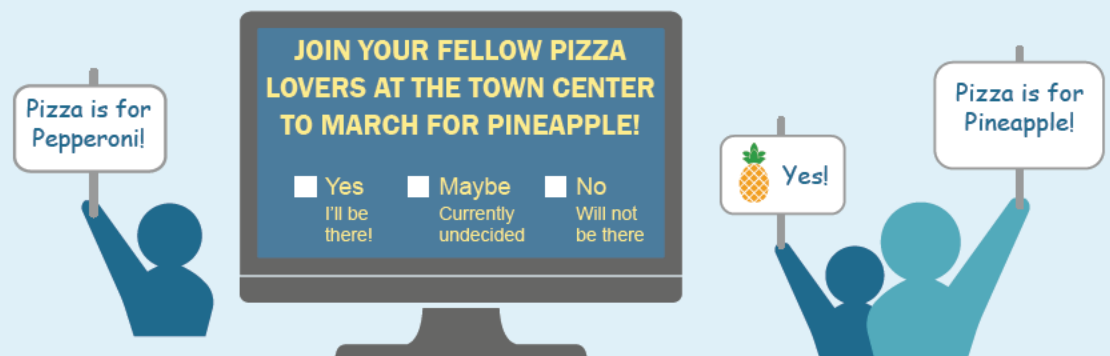 Pizza is for
Pepperoni!
JOIN YOUR FELLOW PIZZA
LOVERS AT THE TOWN CENTER
TO MARCH FOR PINEAPPLE!
Yes
I'll be
there!
Maybe
Currently
undecided
No
Will not
be there
Yes!
Pizza is for
Pineapple!